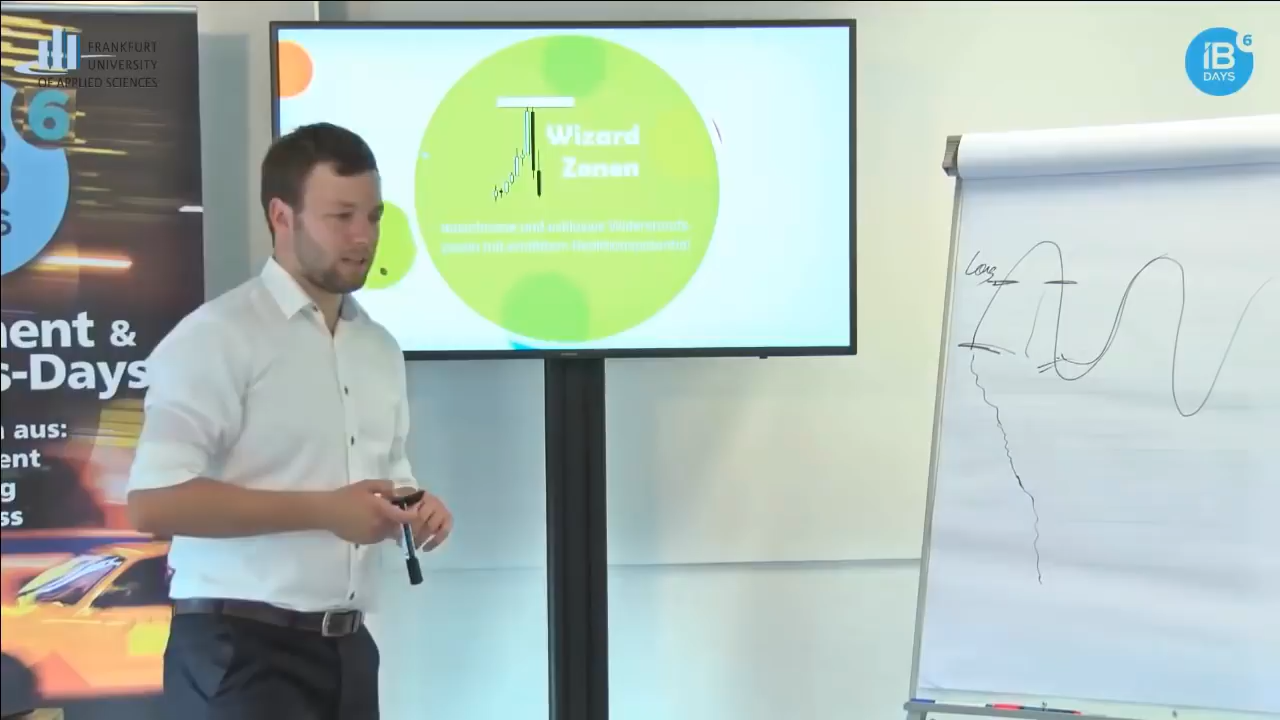 FRANKFURT
UNIVERSITY
OF APPLIED SCIENCES
6
S
ment &
s-Days
n aus:
ent
g
ss
Wizard
Zonen
Long
iB 6
DAYS